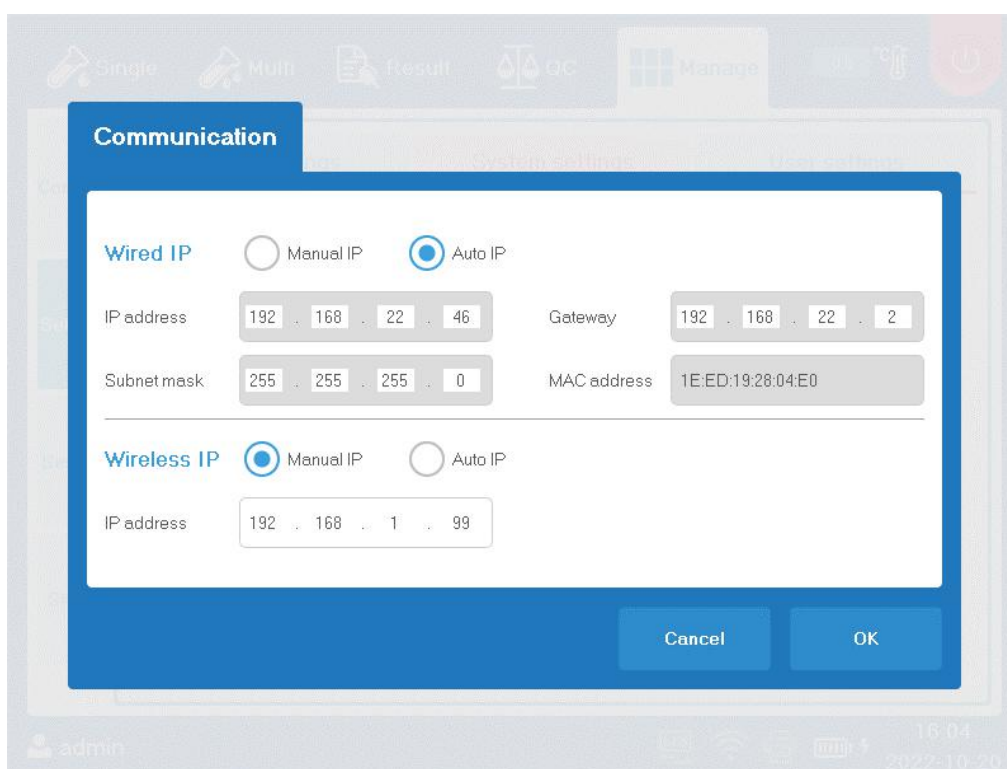 Single Multi Result QC Manage °C
Communication
System settings User settings
Wired IP Manual IP Auto IP
IP address 192 . 168 . 22 . 46 Gateway 192 . 168 . 22 . 2
Subnet mask 255 . 255 . 255 . 0 MAC address 1E:ED:19:28:04:E0
Wireless IP Manual IP Auto IP
IP address 192 . 168 . 1 . 99
Cancel OK
admin 16:04
2022-10-20